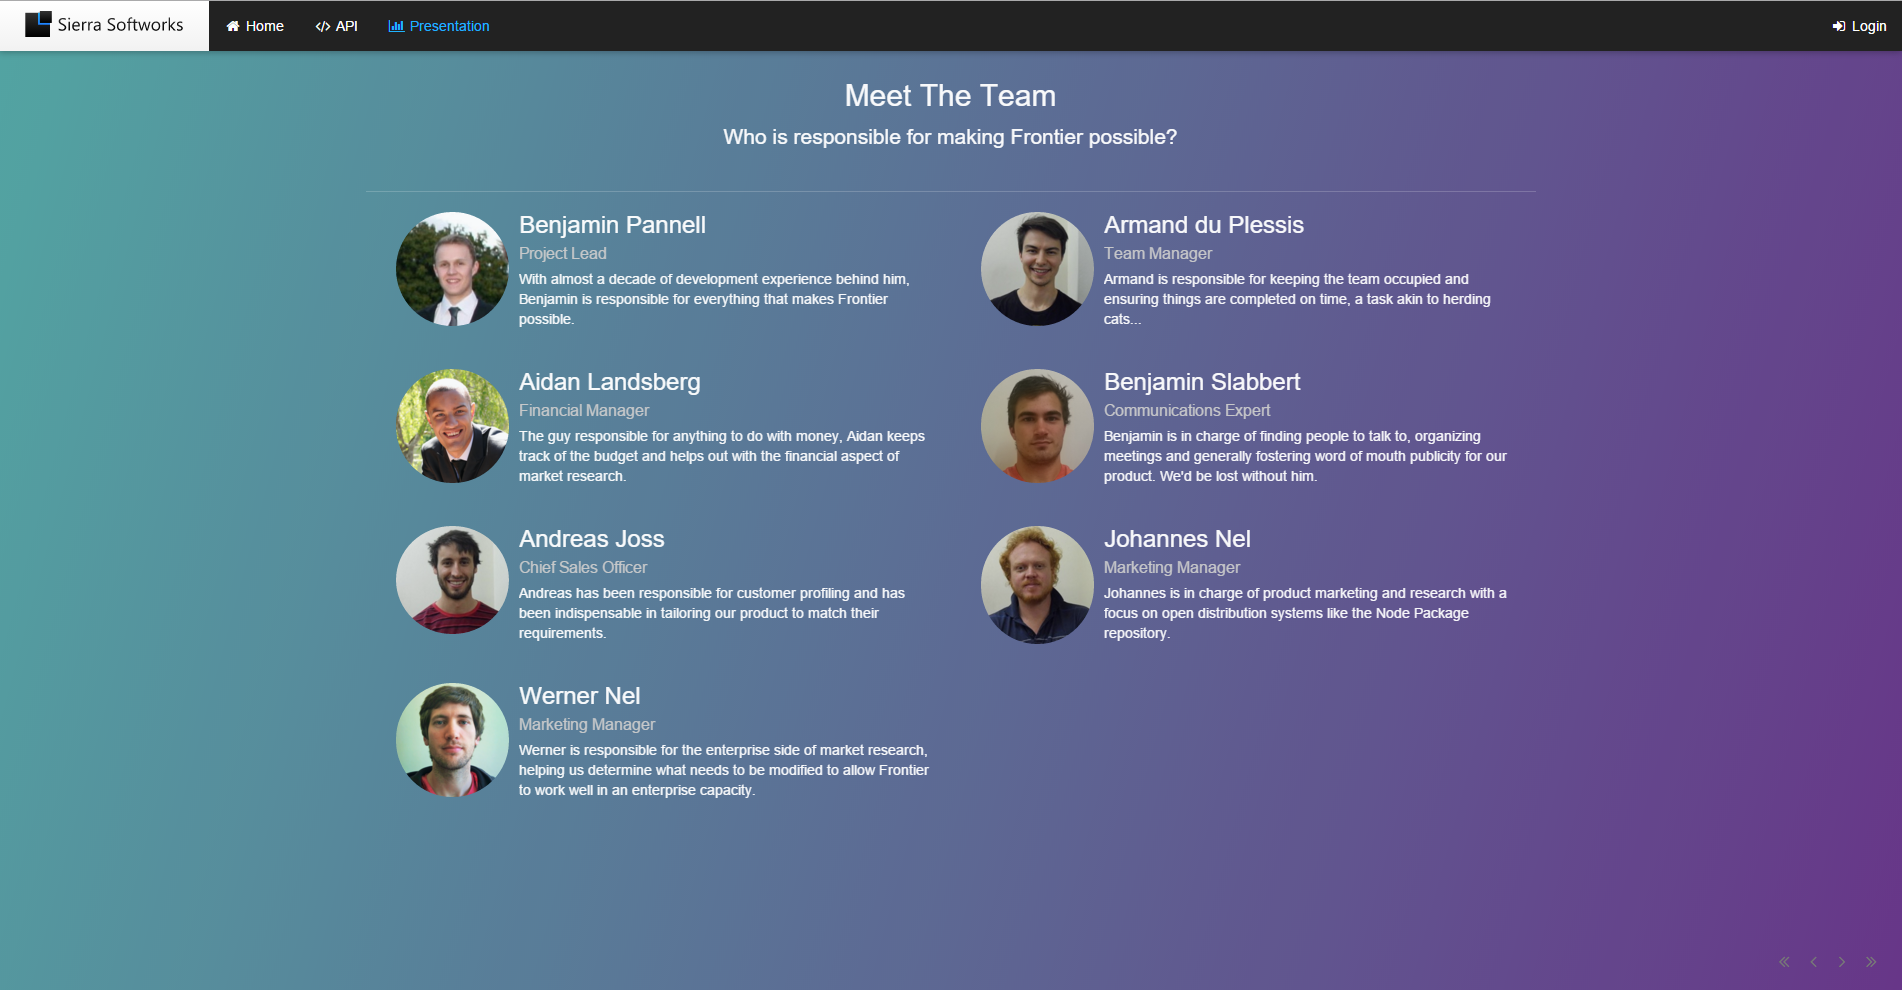 Sierra Softworks
Home
API
Presentation
Login
Meet The Team
Who is responsible for making Frontier possible?
Benjamin Pannell
Project Lead
With almost a decade of development experience behind him,
Benjamin is responsible for everything that makes Frontier
possible.
Armand du Plessis
Team Manager
Armand is responsible for keeping the team occupied and
ensuring things are completed on time, a task akin to herding
cats...
Aidan Landsberg
Financial Manager
The guy responsible for anything to do with money, Aidan keeps
track of the budget and helps out with the financial aspect of
market research.
Benjamin Slabbert
Communications Expert
Benjamin is in charge of finding people to talk to, organizing
meetings and generally fostering word of mouth publicity for our
product. We'd be lost without him.
Andreas Joss
Chief Sales Officer
Andreas has been responsible for customer profiling and has
been indispensable in tailoring our product to match their
requirements.
Johannes Nel
Marketing Manager
Johannes is in charge of product marketing and research with a
focus on open distribution systems like the Node Package
repository.
Werner Nel
Marketing Manager
Werner is responsible for the enterprise side of market research,
helping us determine what needs to be modified to allow Frontier
to work well in an enterprise capacity.